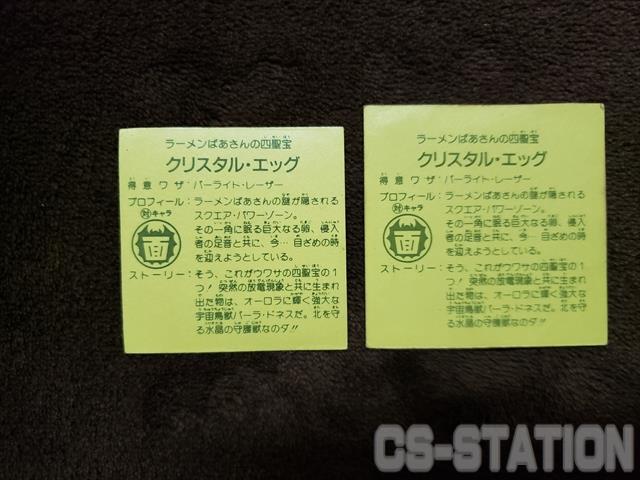 ラーメンばあさんの四聖宝
クリスタル・エッグ
得意ワザ:パーライト・レーザー
プロフィール:ラーメンばあさんの謎が隠される
スクエア・パワーゾーン。
その一角に眠る巨大なる卵、侵入
者の足音と共に、今…目ざめの時
を迎えようとしている。
対キャラ
面
ストーリー:そう、これがウワサの四聖宝の1
つ!突然の放電現象と共に生まれ
出た物は、オーロラに輝く強大な
宇宙鳥獣パーラ・ドネスだ。北を守
る水晶の守護獣なのダ!!
ラーメンばあさんの四聖宝
クリスタル・エッグ
得意ワザ:パーライト・レーザー
プロフィール:ラーメンばあさんの謎が隠される
スクエア・パワーゾーン。
その一角に眠る巨大なる卵、侵入
者の足音と共に、今…目ざめの時
を迎えようとしている。
対キャラ
面
ストーリー:そう、これがウワサの四聖宝の1
つ!突然の放電現象と共に生まれ
出た物は、オーロラに輝く強大な
宇宙鳥獣パーラ・ドネスだ。北を守
る水晶の守護獣なのダ!!
CS-STATION